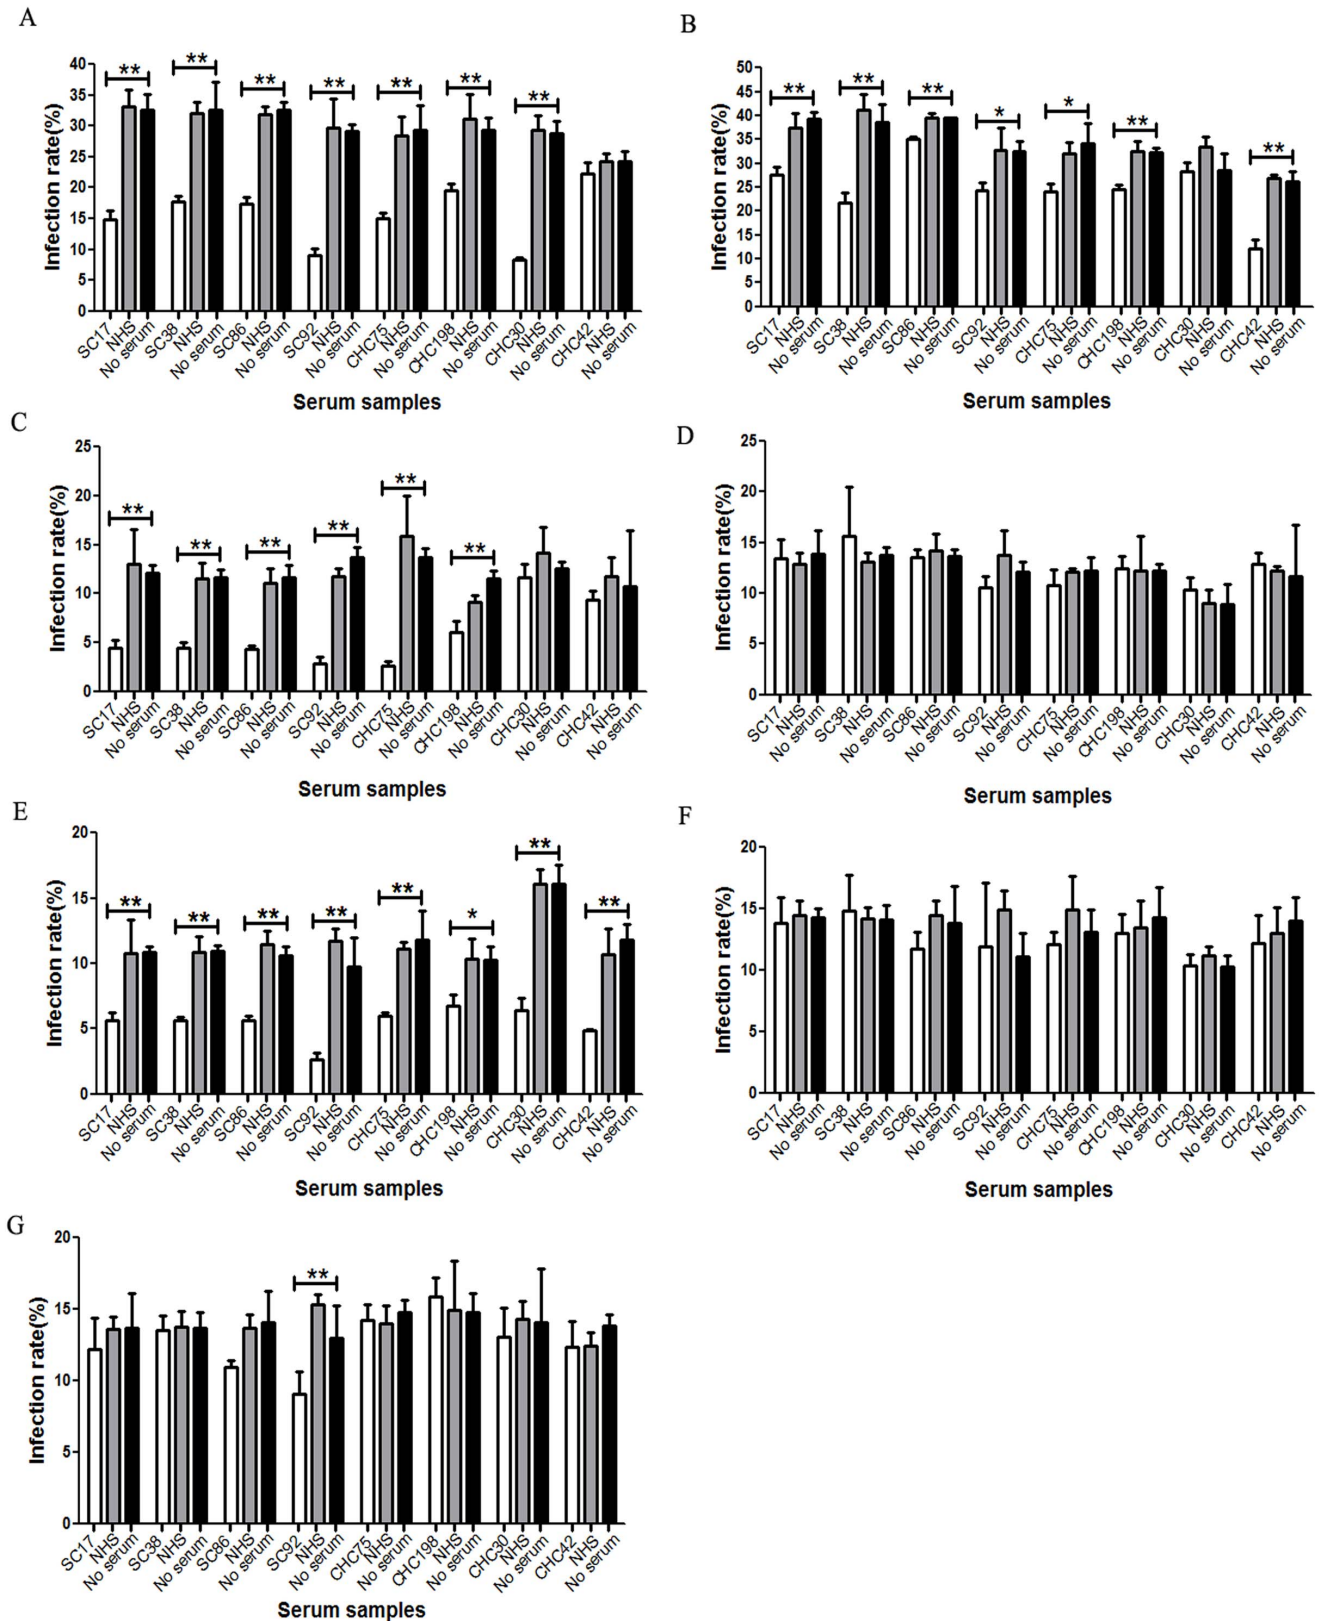 A
40
35
30
25
20
15
10
5
0
Infection rate(%)
** ** ** ** ** ** **
SC17 NHS No serum SC38 NHS No serum SC86 NHS No serum SC92 NHS No serum CHC75 NHS No serum CHC198 NHS No serum CHC30 NHS No serum CHC42 NHS No serum
Serum samples
B
50
45
40
35
30
25
20
15
10
5
0
Infection rate(%)
** ** ** * * ** **
SC17 NHS No serum SC38 NHS No serum SC86 NHS No serum SC92 NHS No serum CHC75 NHS No serum CHC198 NHS No serum CHC30 NHS No serum CHC42 NHS No serum
Serum samples
C
25
20
15
10
5
0
Infection rate(%)
** ** ** ** ** **
SC17 NHS No serum SC38 NHS No serum SC86 NHS No serum SC92 NHS No serum CHC75 NHS No serum CHC198 NHS No serum CHC30 NHS No serum CHC42 NHS No serum
Serum samples
D
25
20
15
10
5
0
Infection rate(%)
SC17 NHS No serum SC38 NHS No serum SC86 NHS No serum SC92 NHS No serum CHC75 NHS No serum CHC198 NHS No serum CHC30 NHS No serum CHC42 NHS No serum
Serum samples
E
20
15
10
5
0
Infection rate(%)
** ** ** ** ** * ** **
SC17 NHS No serum SC38 NHS No serum SC86 NHS No serum SC92 NHS No serum CHC75 NHS No serum CHC198 NHS No serum CHC30 NHS No serum CHC42 NHS No serum
Serum samples
F
20
15
10
5
0
Infection rate(%)
SC17 NHS No serum SC38 NHS No serum SC86 NHS No serum SC92 NHS No serum CHC75 NHS No serum CHC198 NHS No serum CHC30 NHS No serum CHC42 NHS No serum
Serum samples
G
20
15
10
5
0
Infection rate(%)
**
SC17 NHS No serum SC38 NHS No serum SC86 NHS No serum SC92 NHS No serum CHC75 NHS No serum CHC198 NHS No serum CHC30 NHS No serum CHC42 NHS No serum
Serum samples